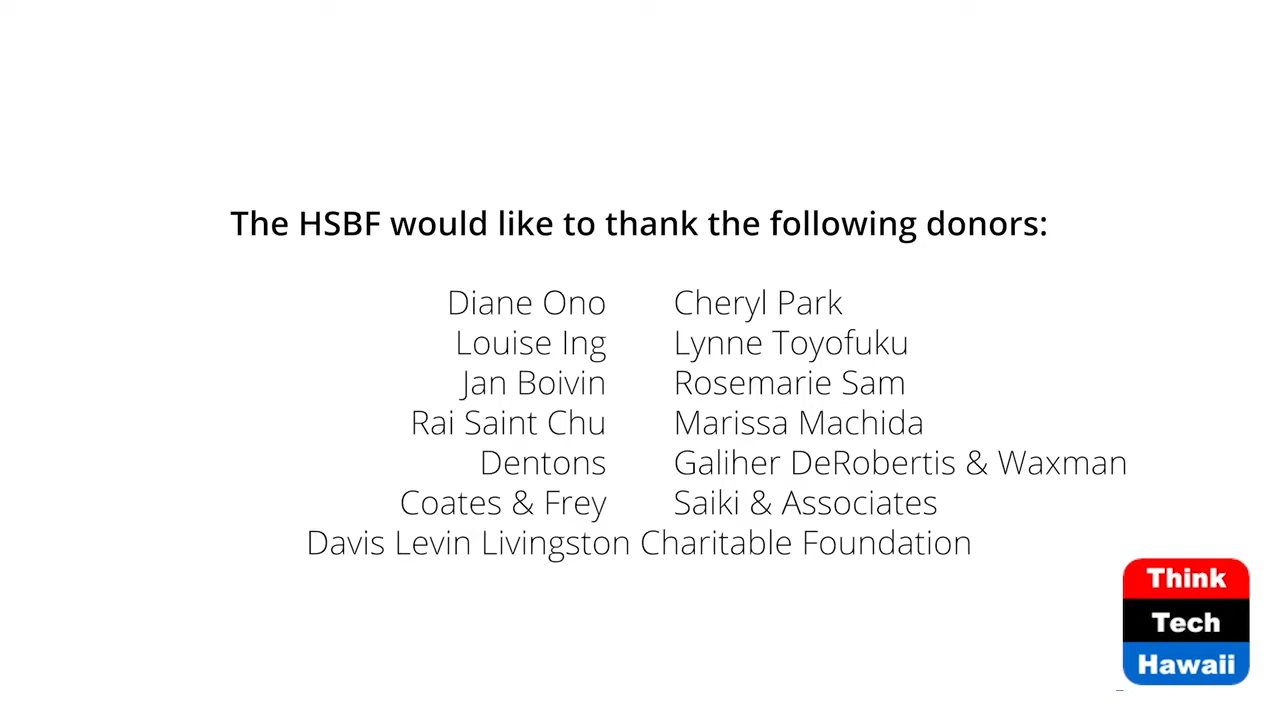 The HSBF would like to thank the following donors:
Diane Ono Cheryl Park
Louise Ing Lynne Toyofuku
Jan Boivin Rosemarie Sam
Rai Saint Chu Marissa Machida
Dentons Galiher DeRobertis & Waxman
Coates & Frey Saiki & Associates
Davis Levin Livingston Charitable Foundation
Think
Tech
Hawaii